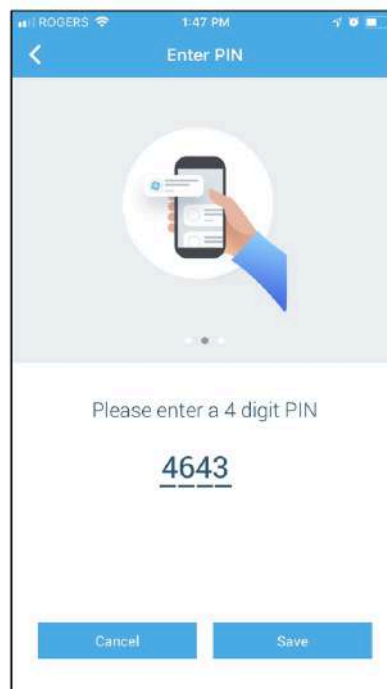 ROGERS 1:47 PM
Enter PIN
Please enter a 4 digit PIN
4643
Cancel Save